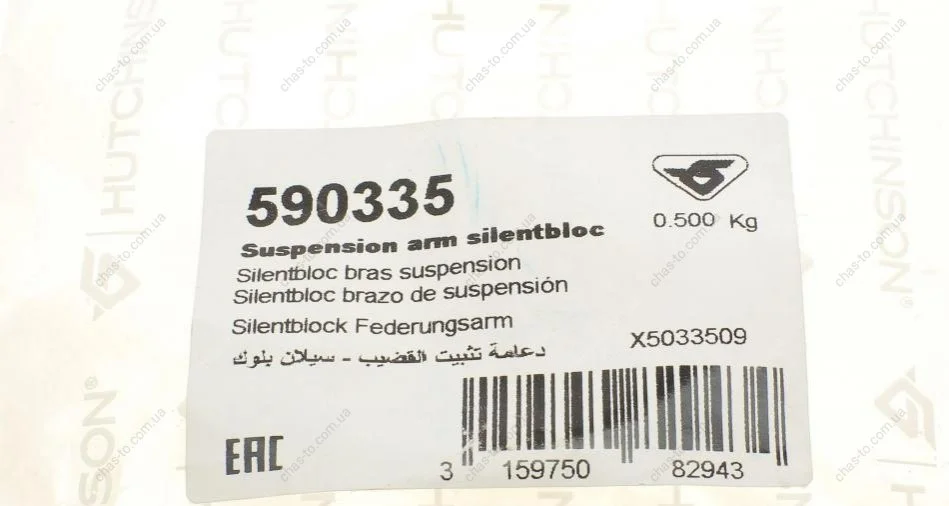 590335
0.500 Kg
Suspension arm silentbloc
Silentbloc bras suspension
Silentbloc brazo de suspensión
Silentblock Federungsarm
X5033509
دعامة تثبيت القضيب - سيلان بلوك
EAC
3 159750 82943
HUTCHINSON®
chas-to.com.ua